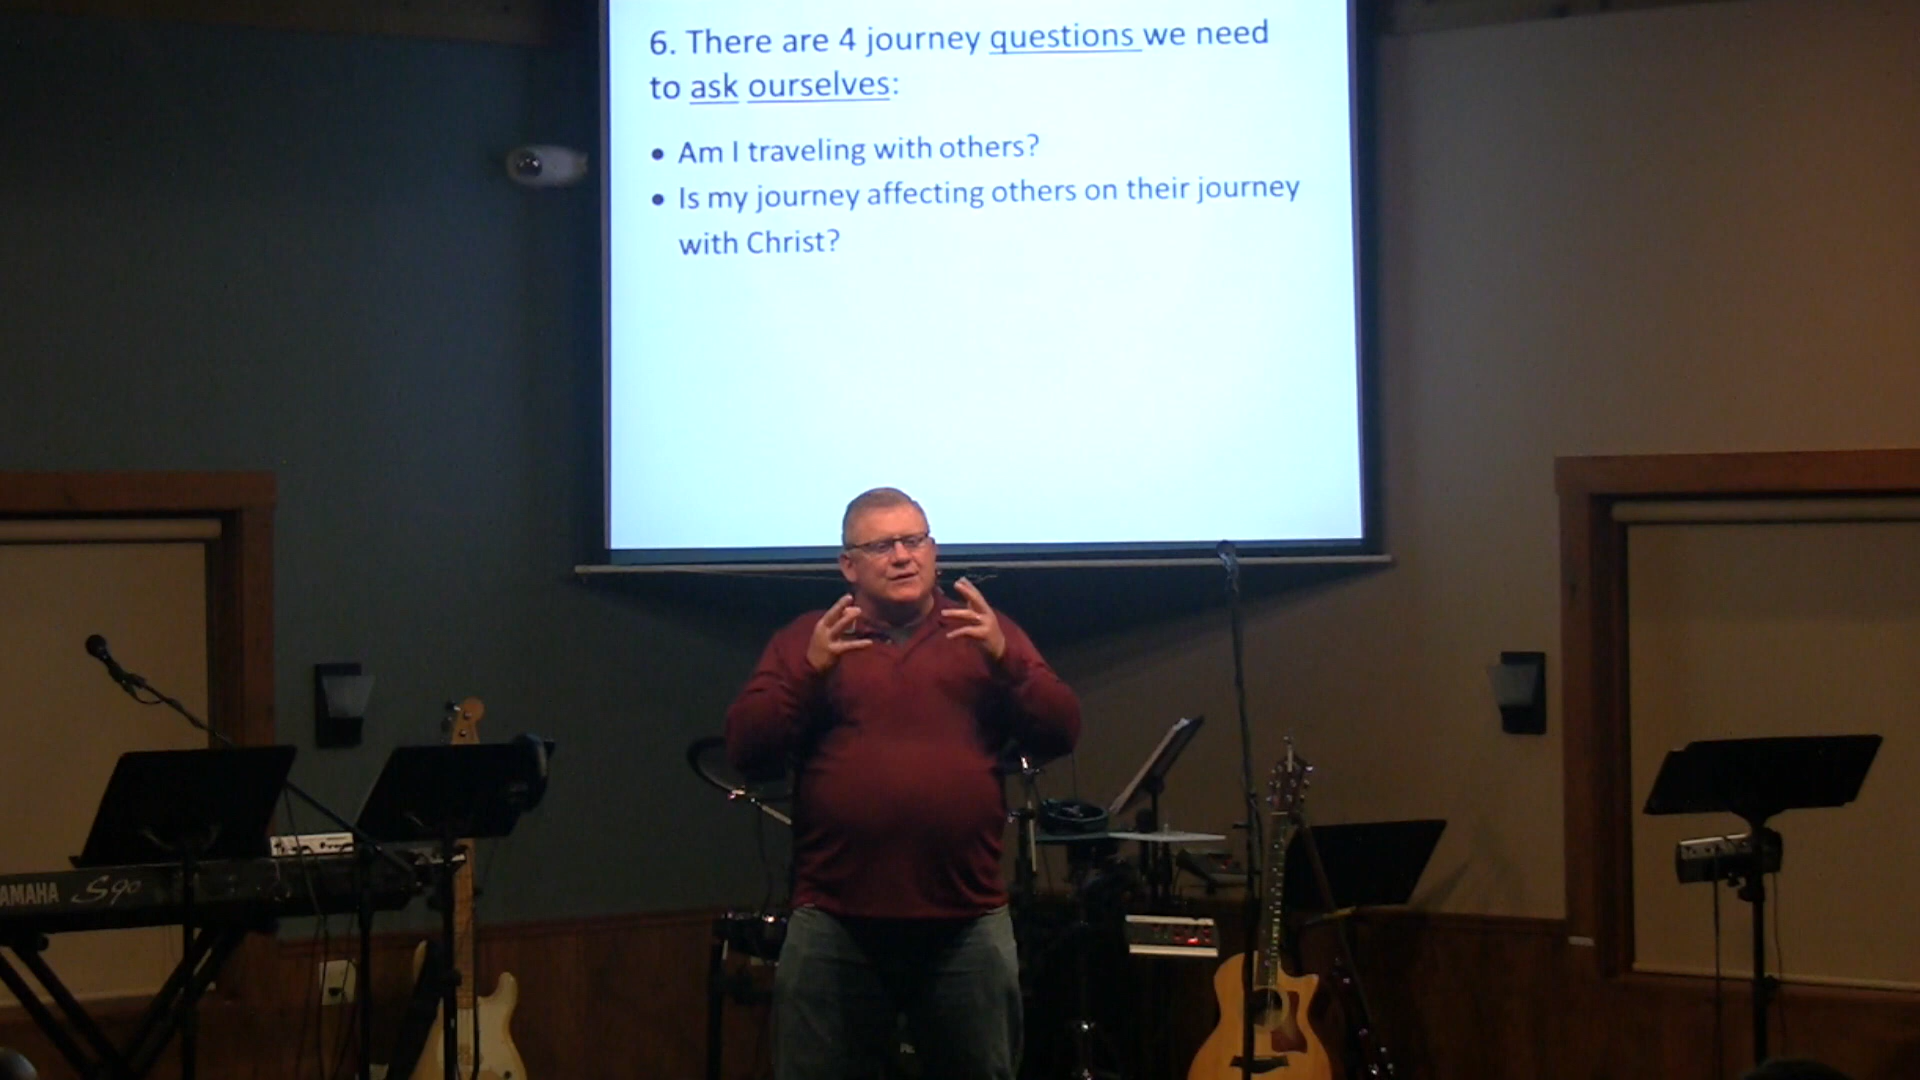 6. There are 4 journey questions we need
to ask ourselves:
• Am I traveling with others?
• Is my journey affecting others on their journey
with Christ?
AMAHA S90